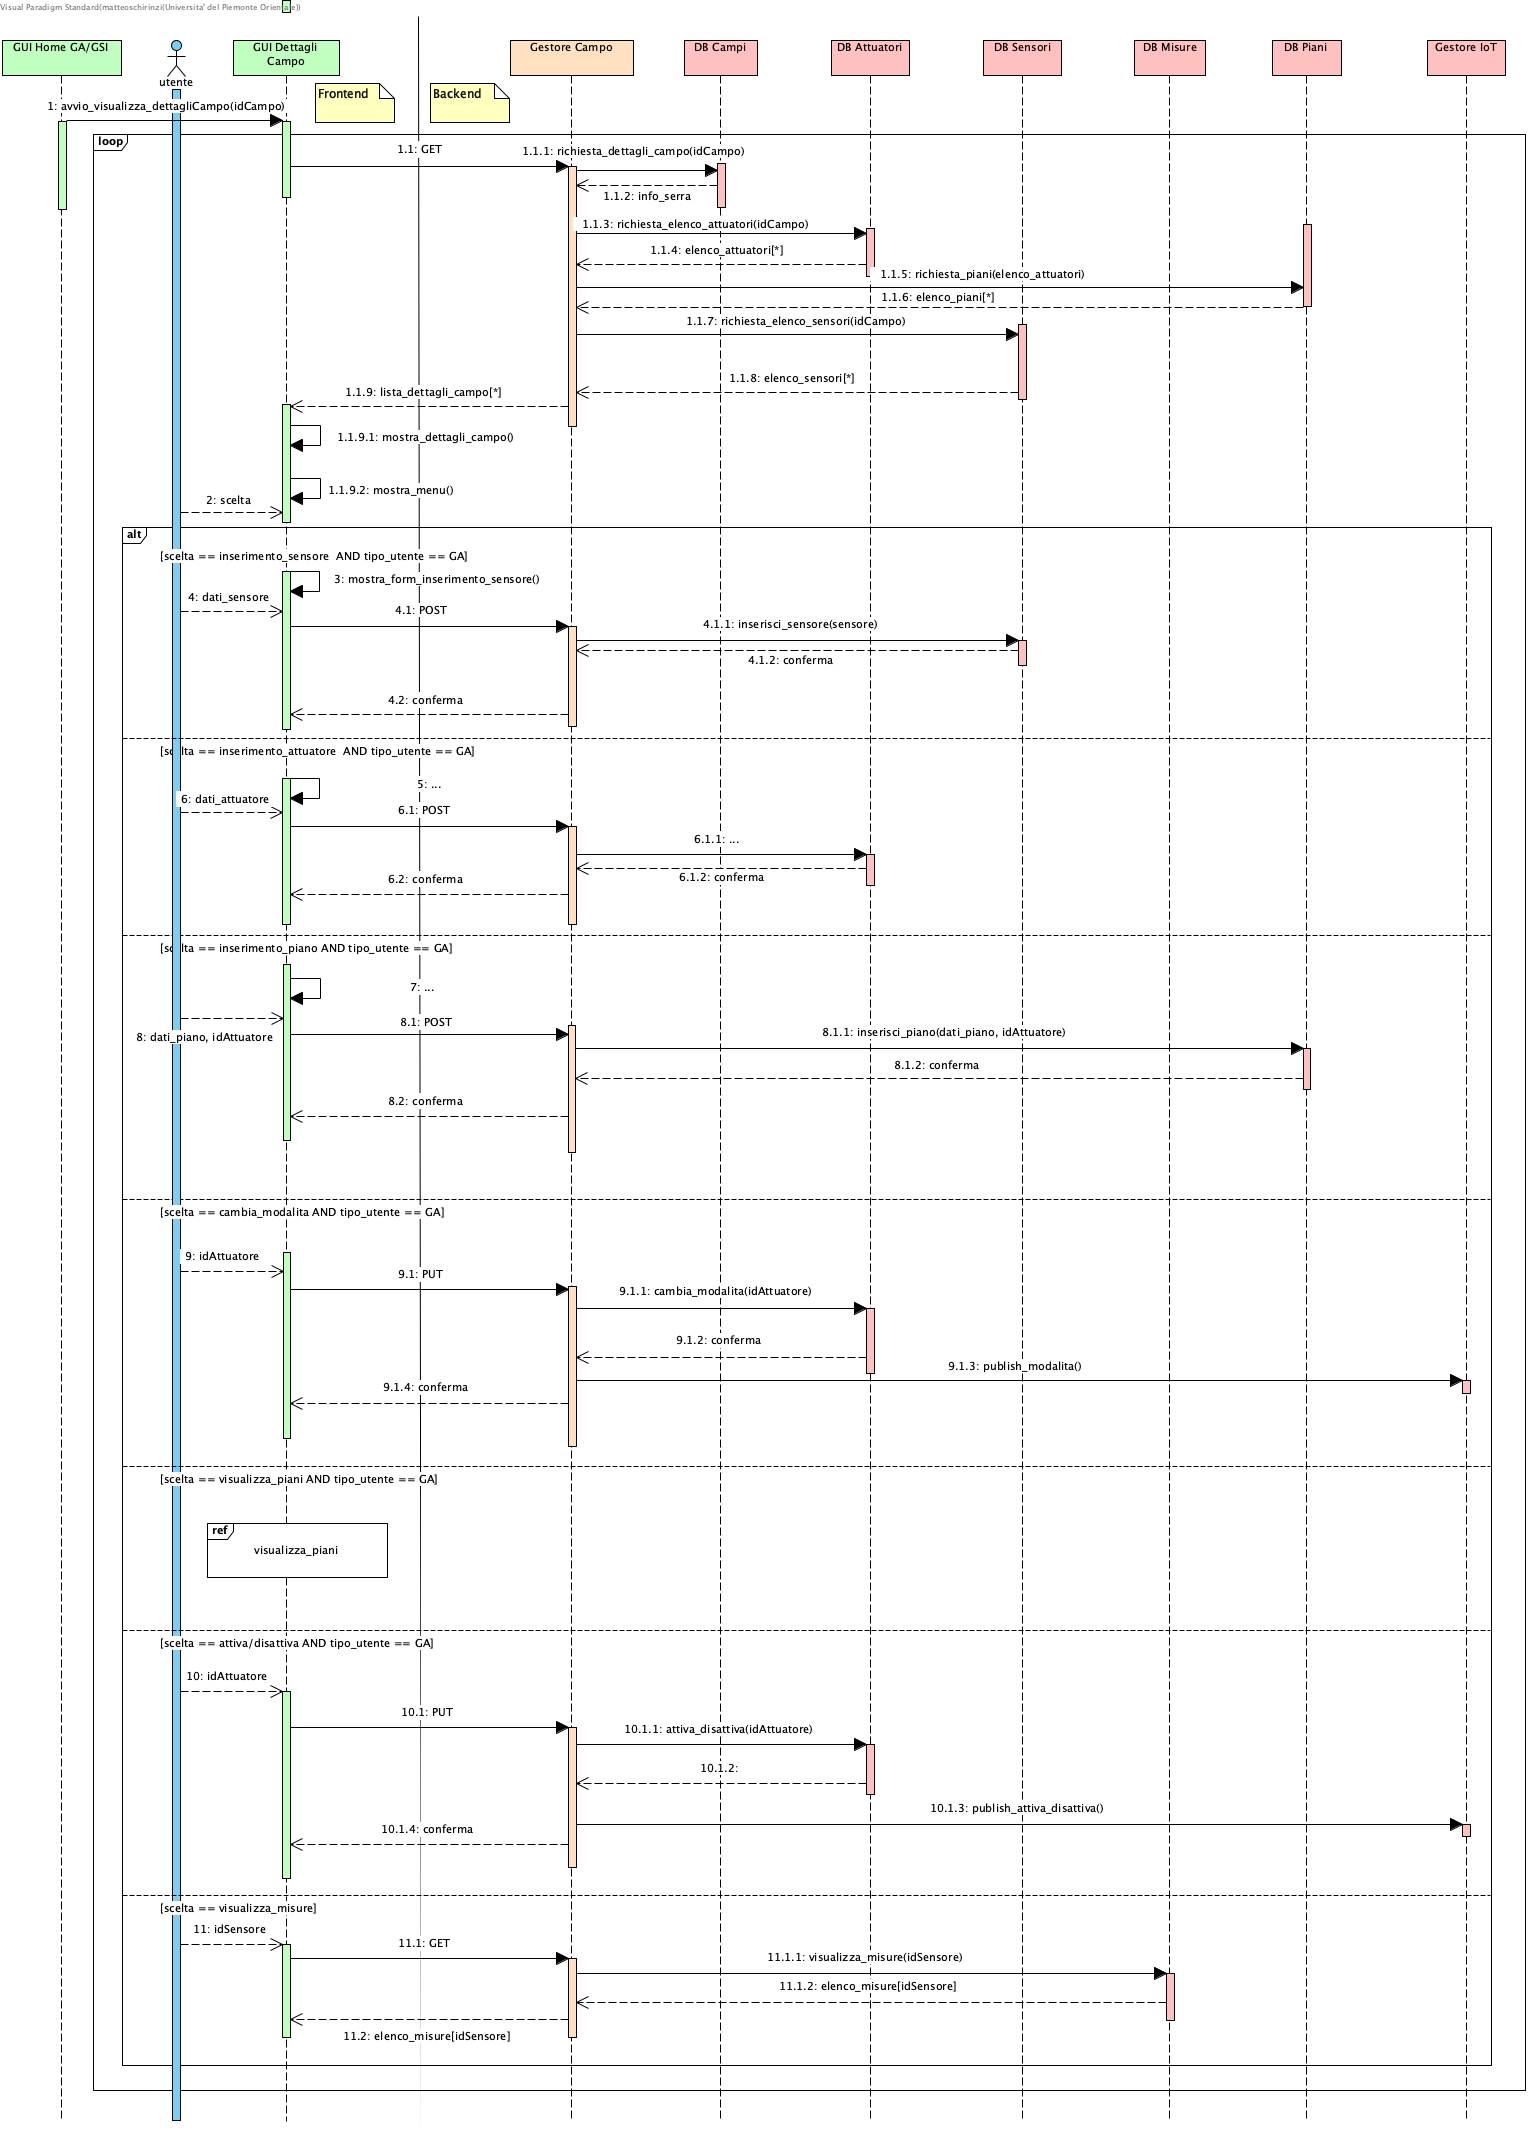 Visual Paradigm Standard(matteoschirinzi(Universita' del Piemonte Orientale))
GUI Home GA/GSI
utente
GUI Dettagli
Campo
Gestore Campo
DB Campi
DB Attuatori
DB Sensori
DB Misure
DB Piani
Gestore IoT
Frontend
Backend
1: avvio_visualizza_dettagliCampo(idCampo)
loop
1.1: GET
1.1.1: richiesta_dettagli_campo(idCampo)
1.1.2: info_serra
1.1.3: richiesta_elenco_attuatori(idCampo)
1.1.4: elenco_attuatori[*]
1.1.5: richiesta_piani(elenco_attuatori)
1.1.6: elenco_piani[*]
1.1.7: richiesta_elenco_sensori(idCampo)
1.1.8: elenco_sensori[*]
1.1.9: lista_dettagli_campo[*]
1.1.9.1: mostra_dettagli_campo()
1.1.9.2: mostra_menu()
2: scelta
alt
[scelta == inserimento_sensore  AND tipo_utente == GA]
3: mostra_form_inserimento_sensore()
4: dati_sensore
4.1: POST
4.1.1: inserisci_sensore(sensore)
4.1.2: conferma
4.2: conferma
[scelta == inserimento_attuatore  AND tipo_utente == GA]
5: ...
6: dati_attuatore
6.1: POST
6.1.1: ...
6.1.2: conferma
6.2: conferma
[scelta == inserimento_piano AND tipo_utente == GA]
7: ...
8: dati_piano, idAttuatore
8.1: POST
8.1.1: inserisci_piano(dati_piano, idAttuatore)
8.1.2: conferma
8.2: conferma
[scelta == cambia_modalita AND tipo_utente == GA]
9: idAttuatore
9.1: PUT
9.1.1: cambia_modalita(idAttuatore)
9.1.2: conferma
9.1.3: publish_modalita()
9.1.4: conferma
[scelta == visualizza_piani AND tipo_utente == GA]
ref
visualizza_piani
[scelta == attiva/disattiva AND tipo_utente == GA]
10: idAttuatore
10.1: PUT
10.1.1: attiva_disattiva(idAttuatore)
10.1.2:
10.1.3: publish_attiva_disattiva()
10.1.4: conferma
[scelta == visualizza_misure]
11: idSensore
11.1: GET
11.1.1: visualizza_misure(idSensore)
11.1.2: elenco_misure[idSensore]
11.2: elenco_misure[idSensore]